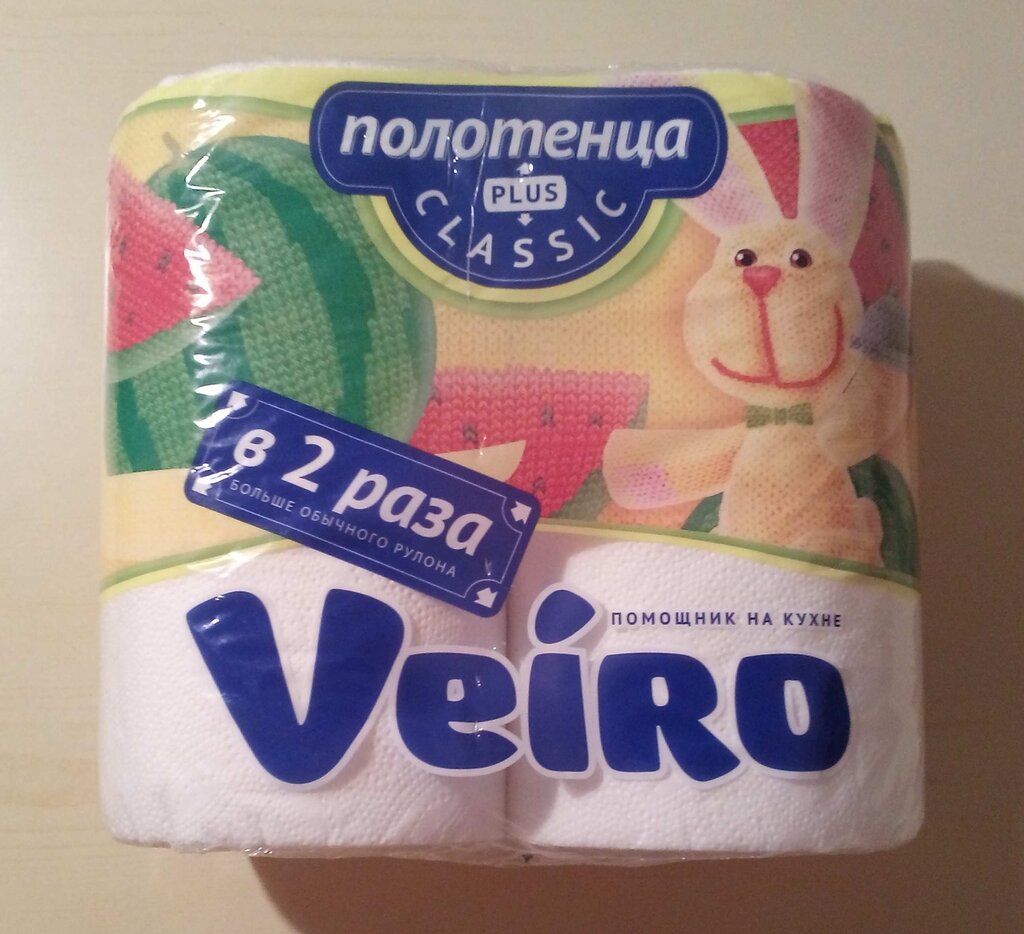 полотенца
PLUS
CLASSIC
в 2 раза
БОЛЬШЕ ОБЫЧНОГО РУЛОНА
ПОМОЩНИК НА КУХНЕ
Veiro